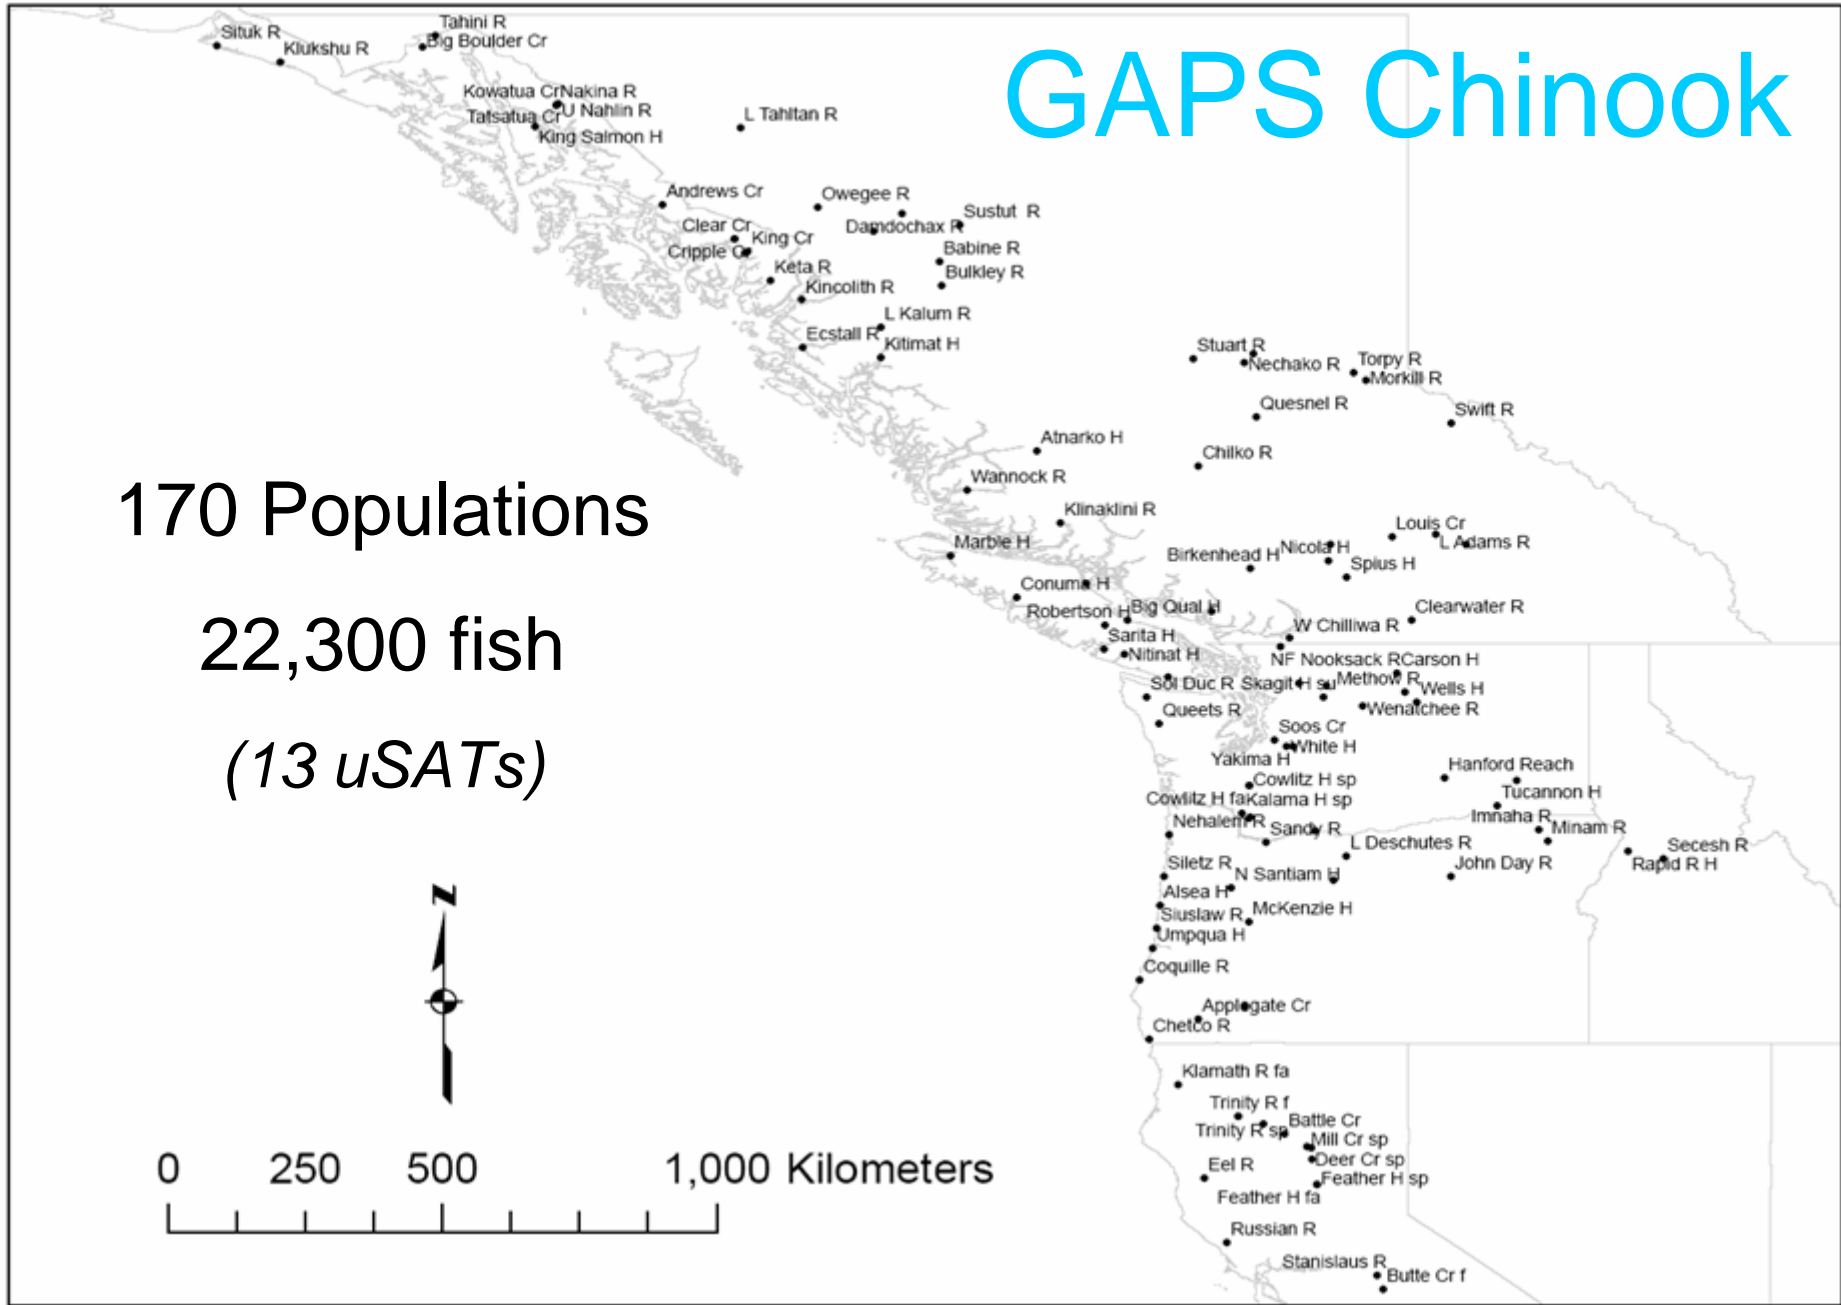 GAPS Chinook
Situk R
Klukshu R
Tahini R
Big Boulder Cr
Kowatua Cr
Nakina R
U Nahlin R
Tatsatua Cr
King Salmon H
L Tahltan R
Andrews Cr
Owegee R
Clear Cr
King Cr
Cripple Cr
Damdochax R
Sustut R
Babine R
Keta R
Bulkley R
Kincolith R
L Kalum R
Ecstall R
Kitimat H
Stuart R
Nechako R
Torpy R
Morkill R
Quesnel R
Swift R
Atnarko H
Chilko R
Wannock R
170 Populations
Klinaklini R
Louis Cr
L Adams R
Marble H
Birkenhead H
Nicola H
Spius H
Conuma H
Robertson H
Big Qual H
Clearwater R
22,300 fish
Sarita H
W Chilliwa R
Nitinat H
NF Nooksack R
Carson H
Sol Duc R
Skagit H su
Methow R
Wells H
Queets R
Wenatchee R
(13 uSATs)
Soos Cr
White H
Yakima H
Hanford Reach
Cowlitz H sp
Tucannon H
Cowlitz H fa
Kalama H sp
Imnaha R
Nehalem R
Sandy R
Minam R
L Deschutes R
Secesh R
Siletz R
N Santiam H
John Day R
Rapid R H
Alsea H
Siuslaw R
McKenzie H
Umpqua H
N
Coquille R
Applegate Cr
Chetco R
Klamath R fa
Trinity R f
Battle Cr
Trinity R sp
Mill Cr sp
Deer Cr sp
Eel R
Feather H sp
Feather H fa
0 250 500 1,000 Kilometers
Russian R
Stanislaus R
Butte Cr f